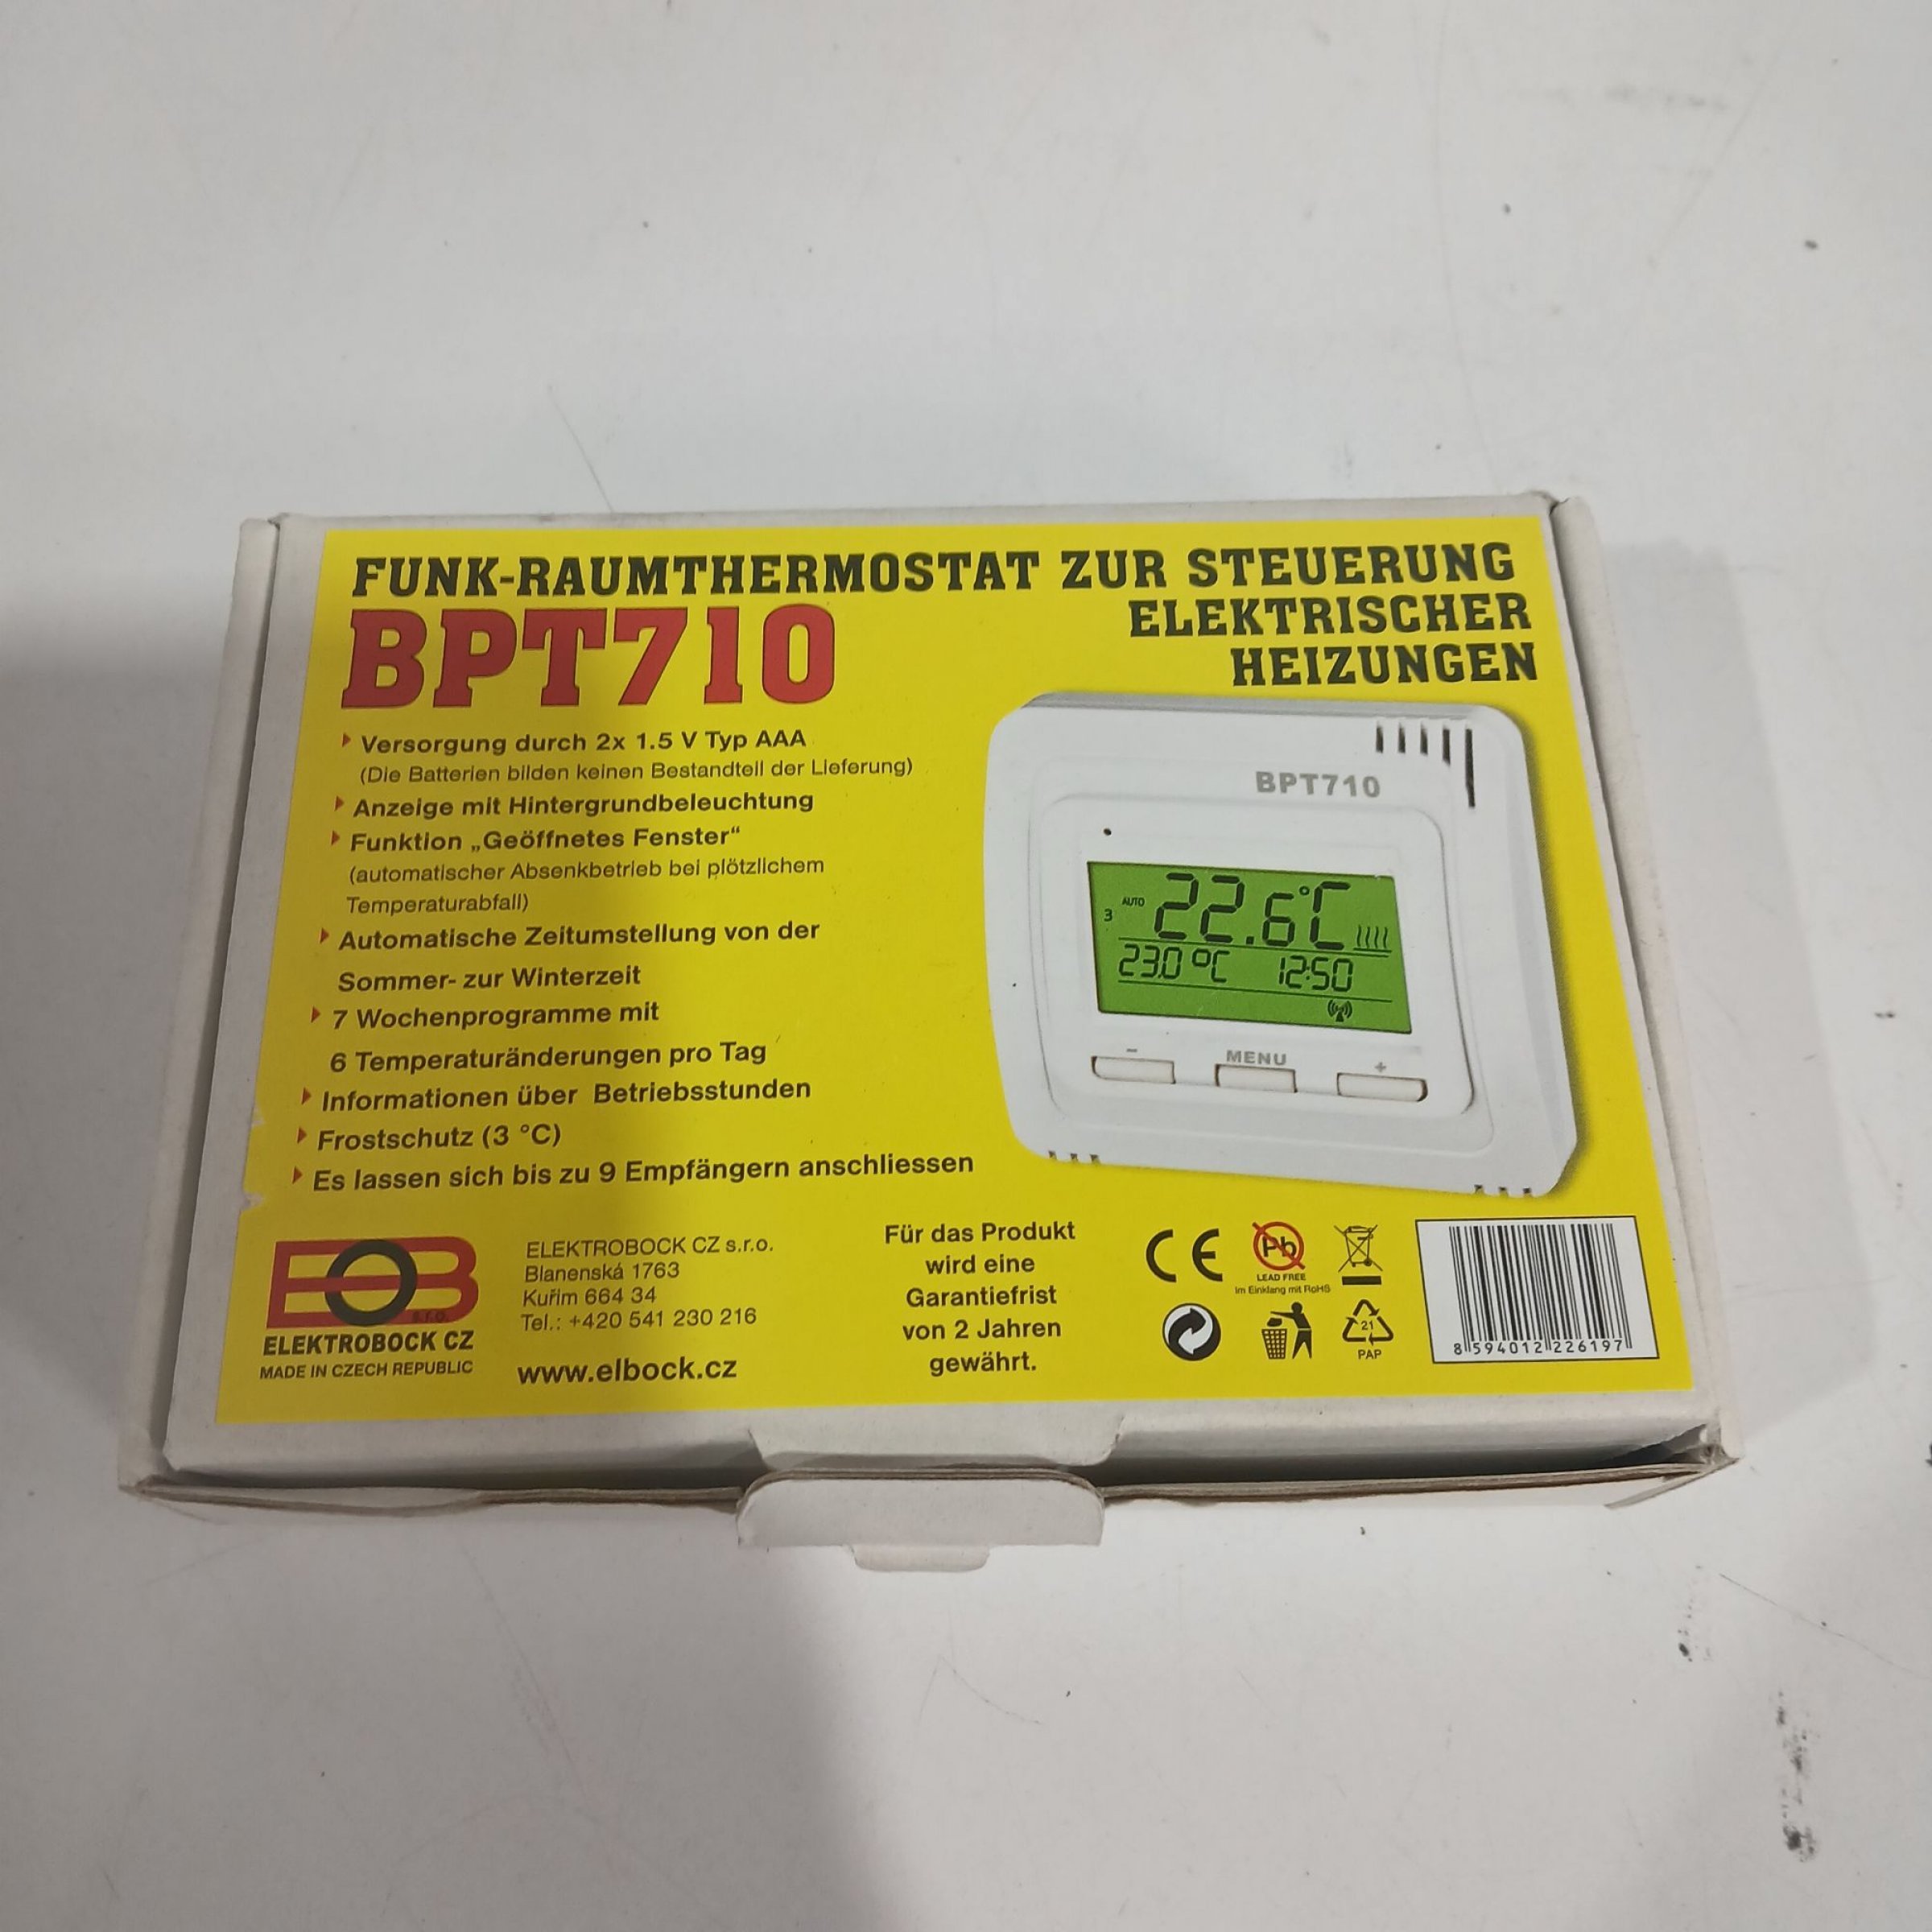 FUNK-RAUMTHERMOSTAT ZUR STEUERUNG
ELEKTRISCHER
HEIZUNGEN
BPT710
Versorgung durch 2x 1.5 V Typ AAA
(Die Batterien bilden keinen Bestandteil der Lieferung)
Anzeige mit Hintergrundbeleuchtung
Funktion „Geöffnetes Fenster“
(automatischer Absenkbetrieb bei plötzlichem
Temperaturabfall)
Automatische Zeitumstellung von der
Sommer- zur Winterzeit
7 Wochenprogramme mit
6 Temperaturänderungen pro Tag
Informationen über Betriebsstunden
Frostschutz (3 °C)
Es lassen sich bis zu 9 Empfängern anschliessen
BPT710
AUTO
3
22.6°C
23.0 °C 12:50
- MENU +
EOB
s.r.o.
ELEKTROBOCK CZ
MADE IN CZECH REPUBLIC
ELEKTROBOCK CZ s.r.o.
Blanenská 1763
Kuřim 664 34
Tel.: +420 541 230 216
www.elbock.cz
Für das Produkt
wird eine
Garantiefrist
von 2 Jahren
gewährt.
CE
Pb
LEAD FREE
im Einklang mit RoHS
21
PAP
8 594012 226197